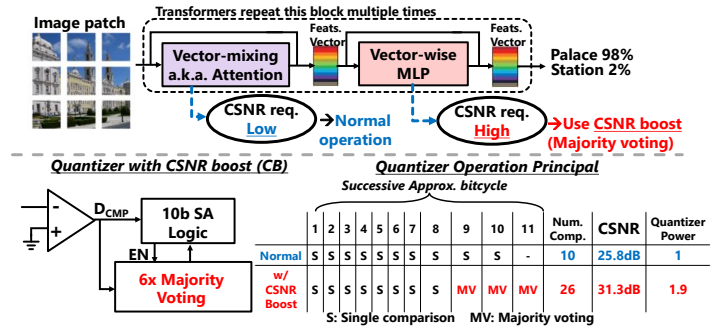 Transformers repeat this block multiple times
Image patch
Feats.
Vector
Feats.
Vector
Vector-mixing
a.k.a. Attention
Vector-wise
MLP
Palace 98%
Station 2%
CSNR req.
Low
→Normal
operation
CSNR req.
High
→Use CSNR boost
(Majority voting)
Quantizer with CSNR boost (CB)
Quantizer Operation Principal
Successive Approx. bitcycle
-
+
DCMP
10b SA
Logic
EN
6x Majority
Voting
1 2 3 4 5 6 7 8 9 10 11 Num. Comp. CSNR Quantizer Power
Normal S S S S S S S S S S - 10 25.8dB 1
w/ CSNR Boost S S S S S S S S MV MV MV 26 31.3dB 1.9
S: Single comparison MV: Majority voting